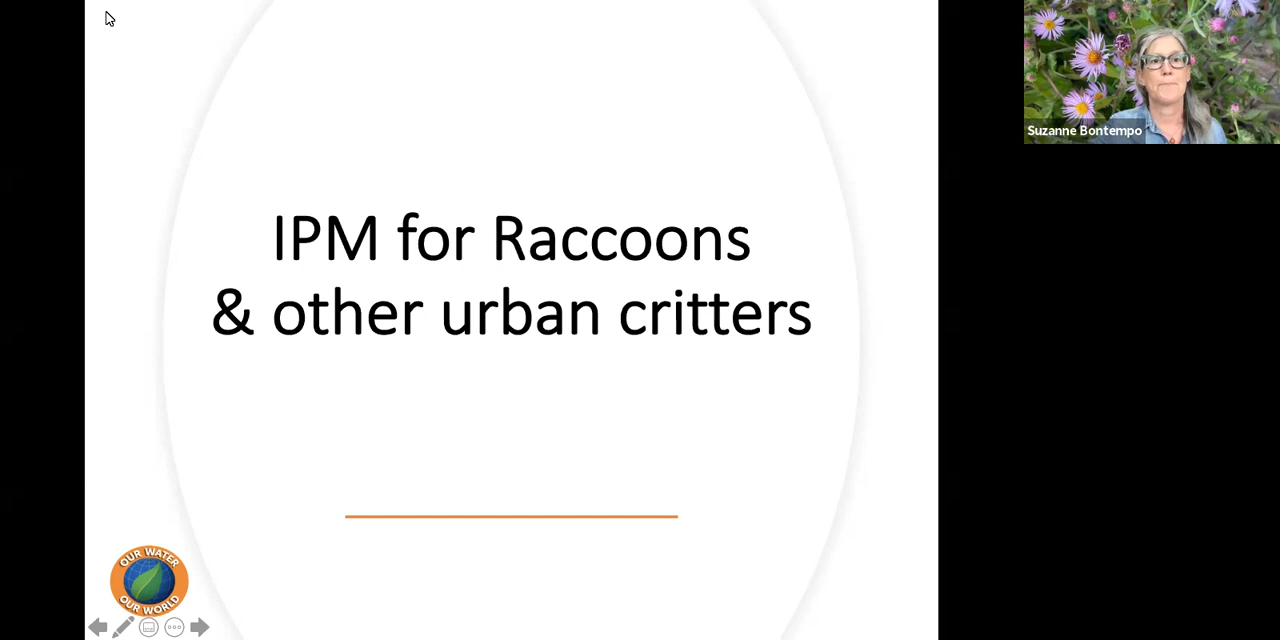 Suzanne Bontempo
IPM for Raccoons
& other urban critters
OUR WATER
OUR WORLD